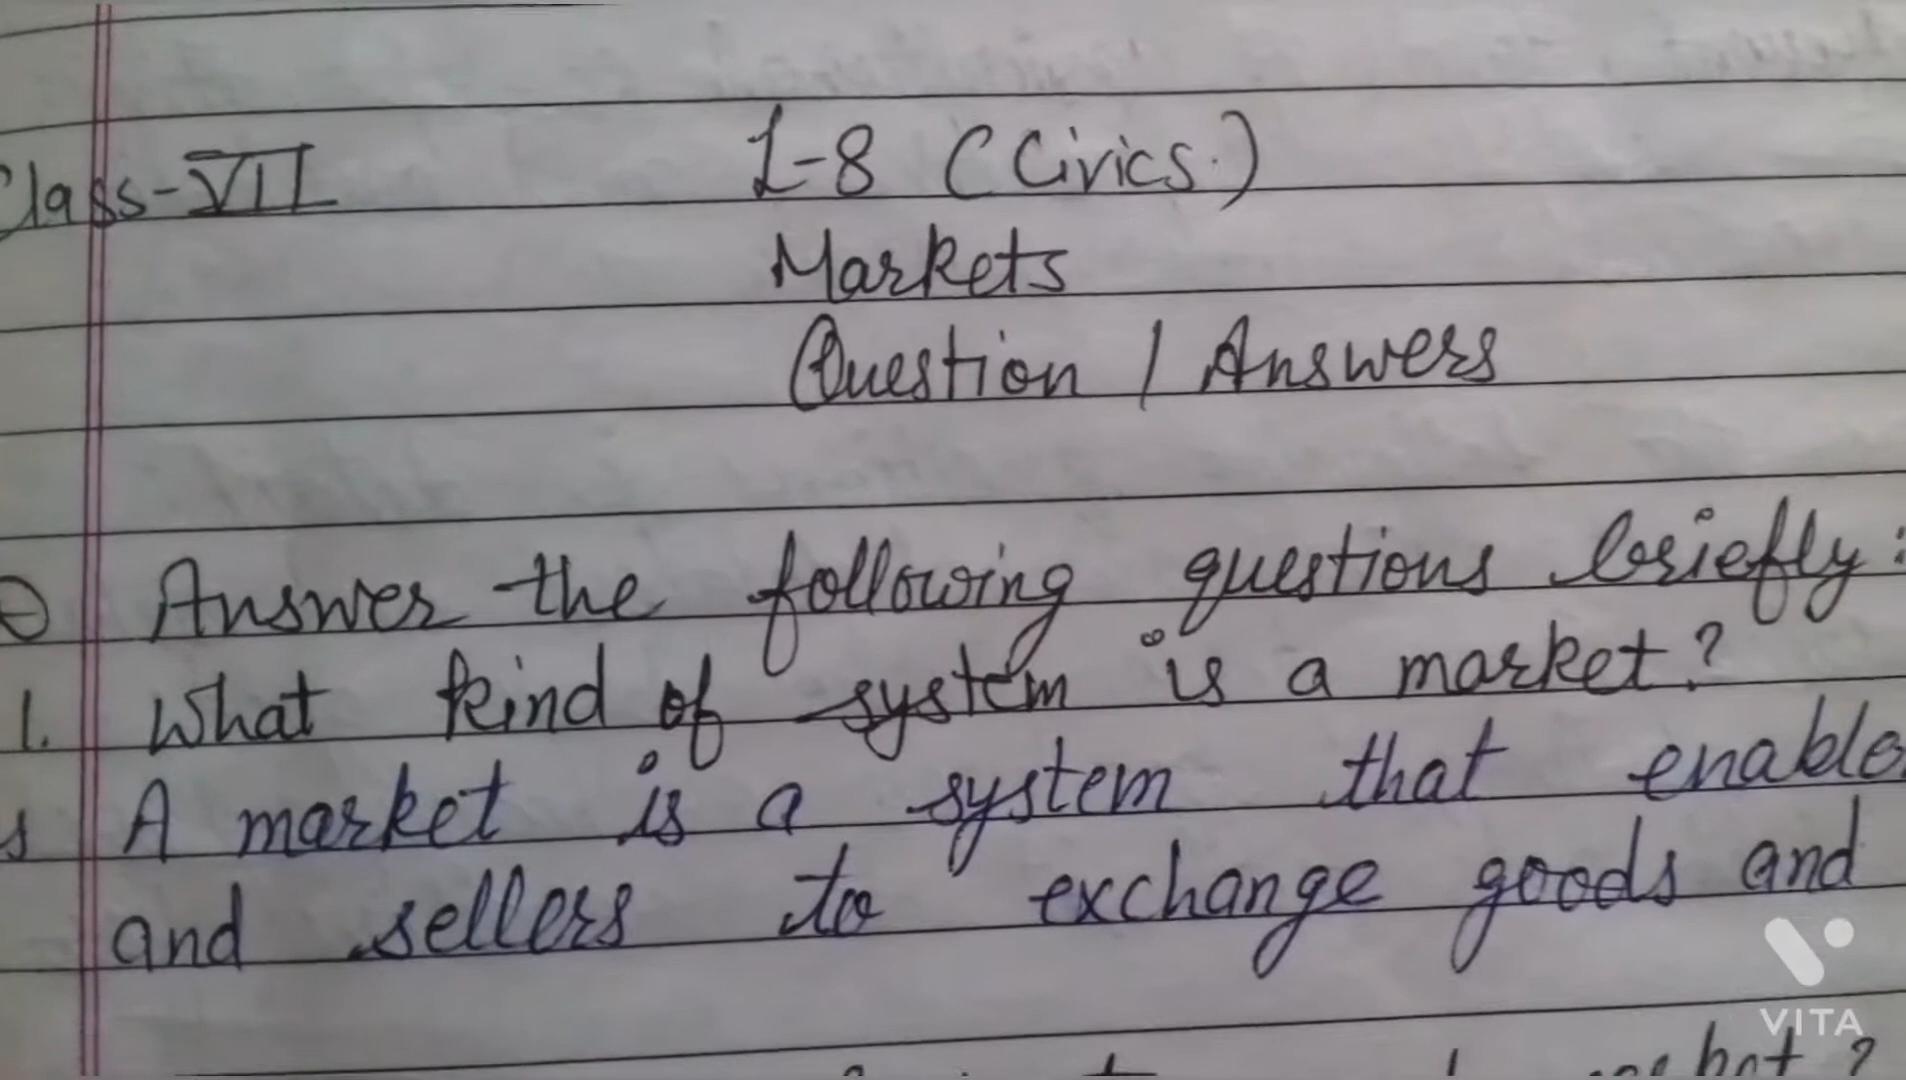 Class-VII
L-8 (Civics.)
Markets
Question / Answers
Answer the following questions briefly:
1. What kind of system is a market?
A market is a system that enable
and sellers to exchange goods and
VITA